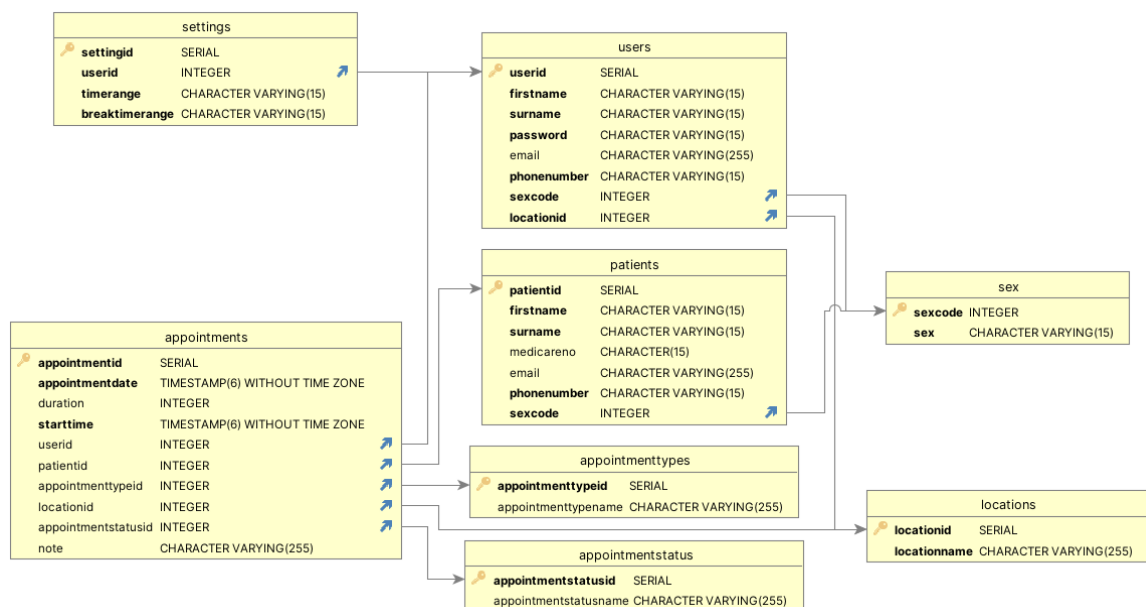 settings
settingid SERIAL
userid INTEGER
timerange CHARACTER VARYING(15)
breaktimerange CHARACTER VARYING(15)
users
userid SERIAL
firstname CHARACTER VARYING(15)
surname CHARACTER VARYING(15)
password CHARACTER VARYING(15)
email CHARACTER VARYING(255)
phonenumber CHARACTER VARYING(15)
sexcode INTEGER
locationid INTEGER
patients
patientid SERIAL
firstname CHARACTER VARYING(15)
surname CHARACTER VARYING(15)
medicareno CHARACTER(15)
email CHARACTER VARYING(255)
phonenumber CHARACTER VARYING(15)
sexcode INTEGER
sex
sexcode INTEGER
sex CHARACTER VARYING(15)
appointments
appointmentid SERIAL
appointmentdate TIMESTAMP(6) WITHOUT TIME ZONE
duration INTEGER
starttime TIMESTAMP(6) WITHOUT TIME ZONE
userid INTEGER
patientid INTEGER
appointmenttypeid INTEGER
locationid INTEGER
appointmentstatusid INTEGER
note CHARACTER VARYING(255)
appointmenttypes
appointmenttypeid SERIAL
appointmenttypename CHARACTER VARYING(255)
locations
locationid SERIAL
locationname CHARACTER VARYING(255)
appointmentstatus
appointmentstatusid SERIAL
appointmentstatusname CHARACTER VARYING(255)